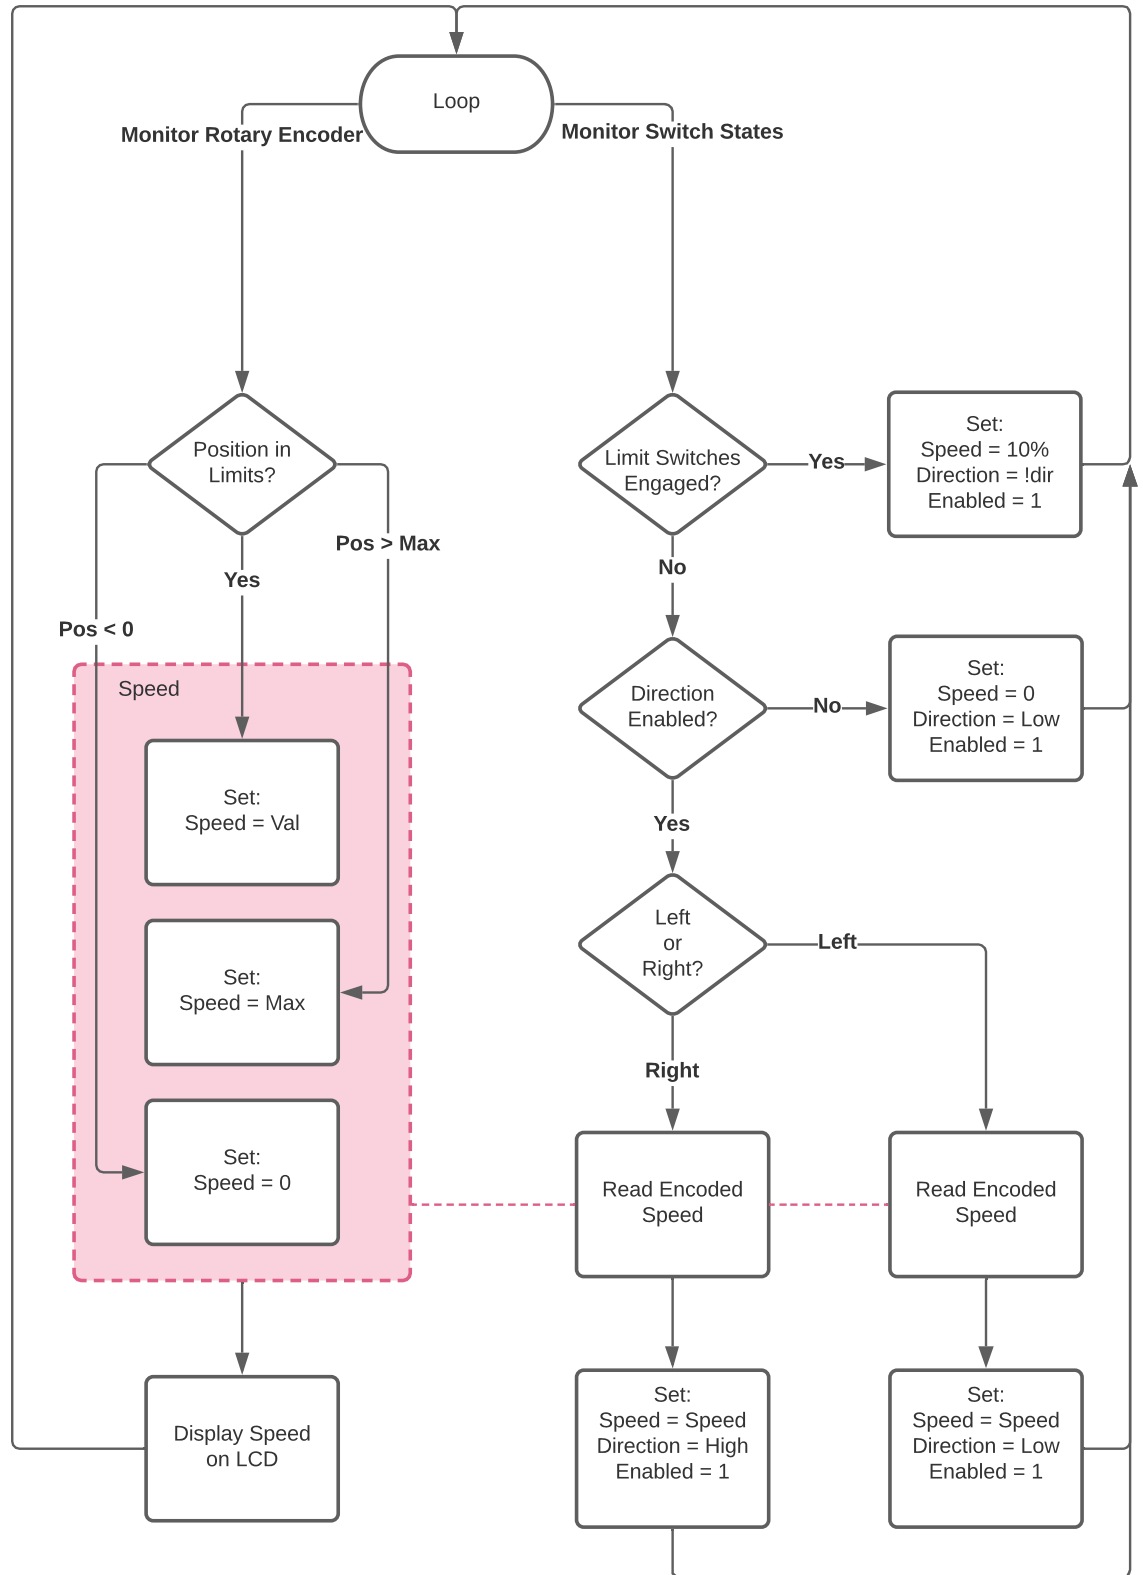 Loop
Monitor Rotary Encoder
Monitor Switch States
Position in
Limits?
Pos > Max
Yes
Pos < 0
Speed
Set:
Speed = Val
Set:
Speed = Max
Set:
Speed = 0
Display Speed
on LCD
Limit Switches
Engaged?
Yes
Set:
Speed = 10%
Direction = !dir
Enabled = 1
No
Direction
Enabled?
No
Set:
Speed = 0
Direction = Low
Enabled = 1
Yes
Left
or
Right?
Left
Right
Read Encoded
Speed
Read Encoded
Speed
Set:
Speed = Speed
Direction = High
Enabled = 1
Set:
Speed = Speed
Direction = Low
Enabled = 1